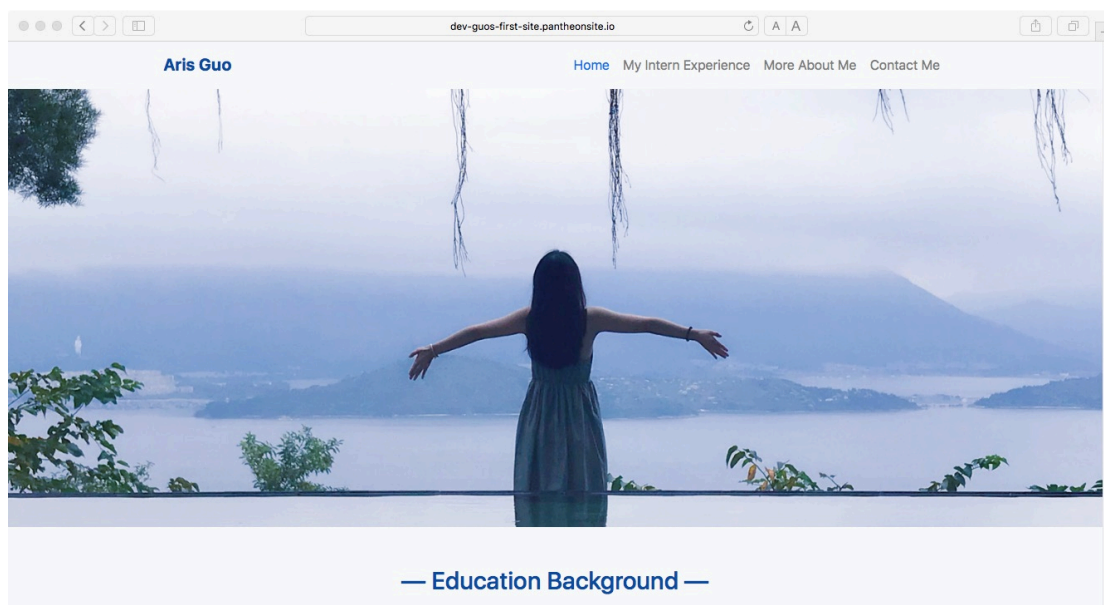 dev-guos-first-site.pantheonsite.io
A A
Aris Guo
Home My Intern Experience More About Me Contact Me
— Education Background —